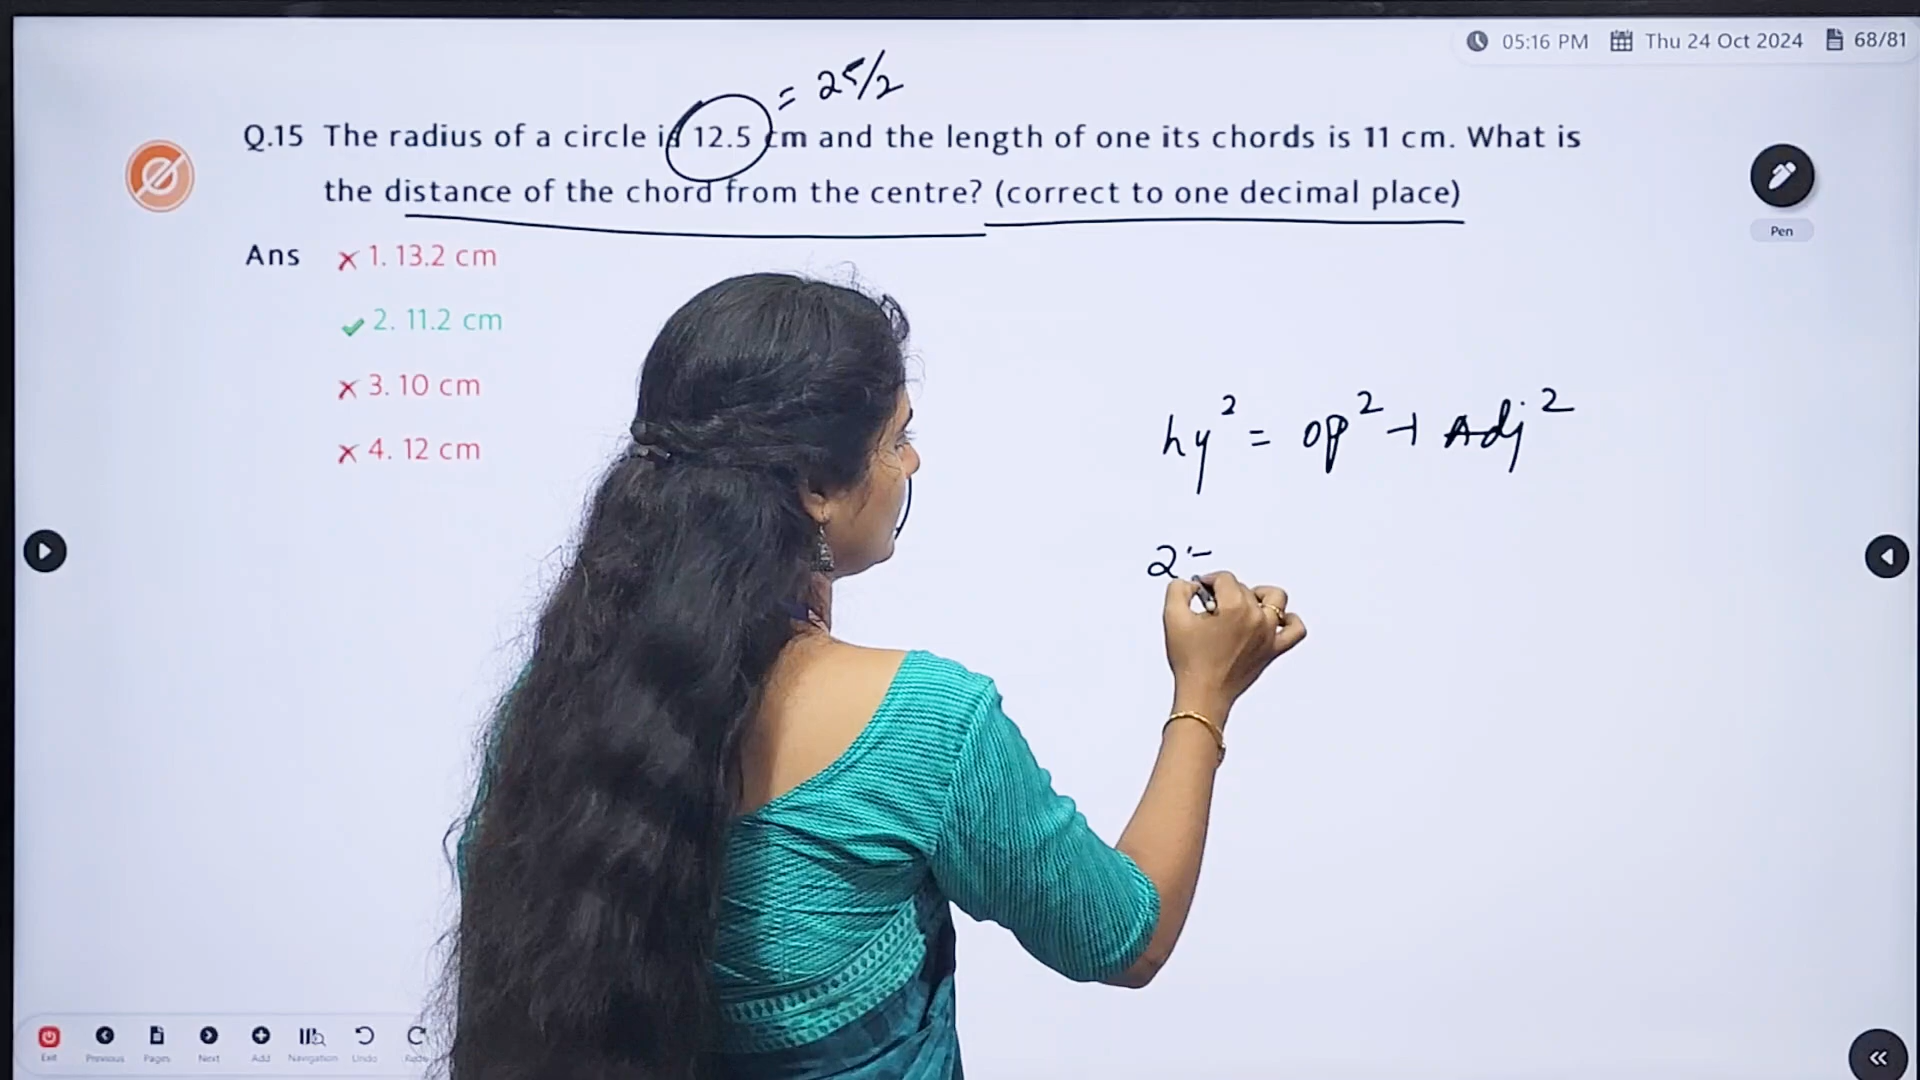 05:16 PM Thu 24 Oct 2024 68/81
= 25/2
Q.15 The radius of a circle is 12.5 cm and the length of one its chords is 11 cm. What is
the distance of the chord from the centre? (correct to one decimal place)
Pen
Ans 1. 13.2 cm
2. 11.2 cm
3. 10 cm
4. 12 cm
hy² = op² + Adj²
2
Exit Previous Pages Next Add Navigation Undo Redo